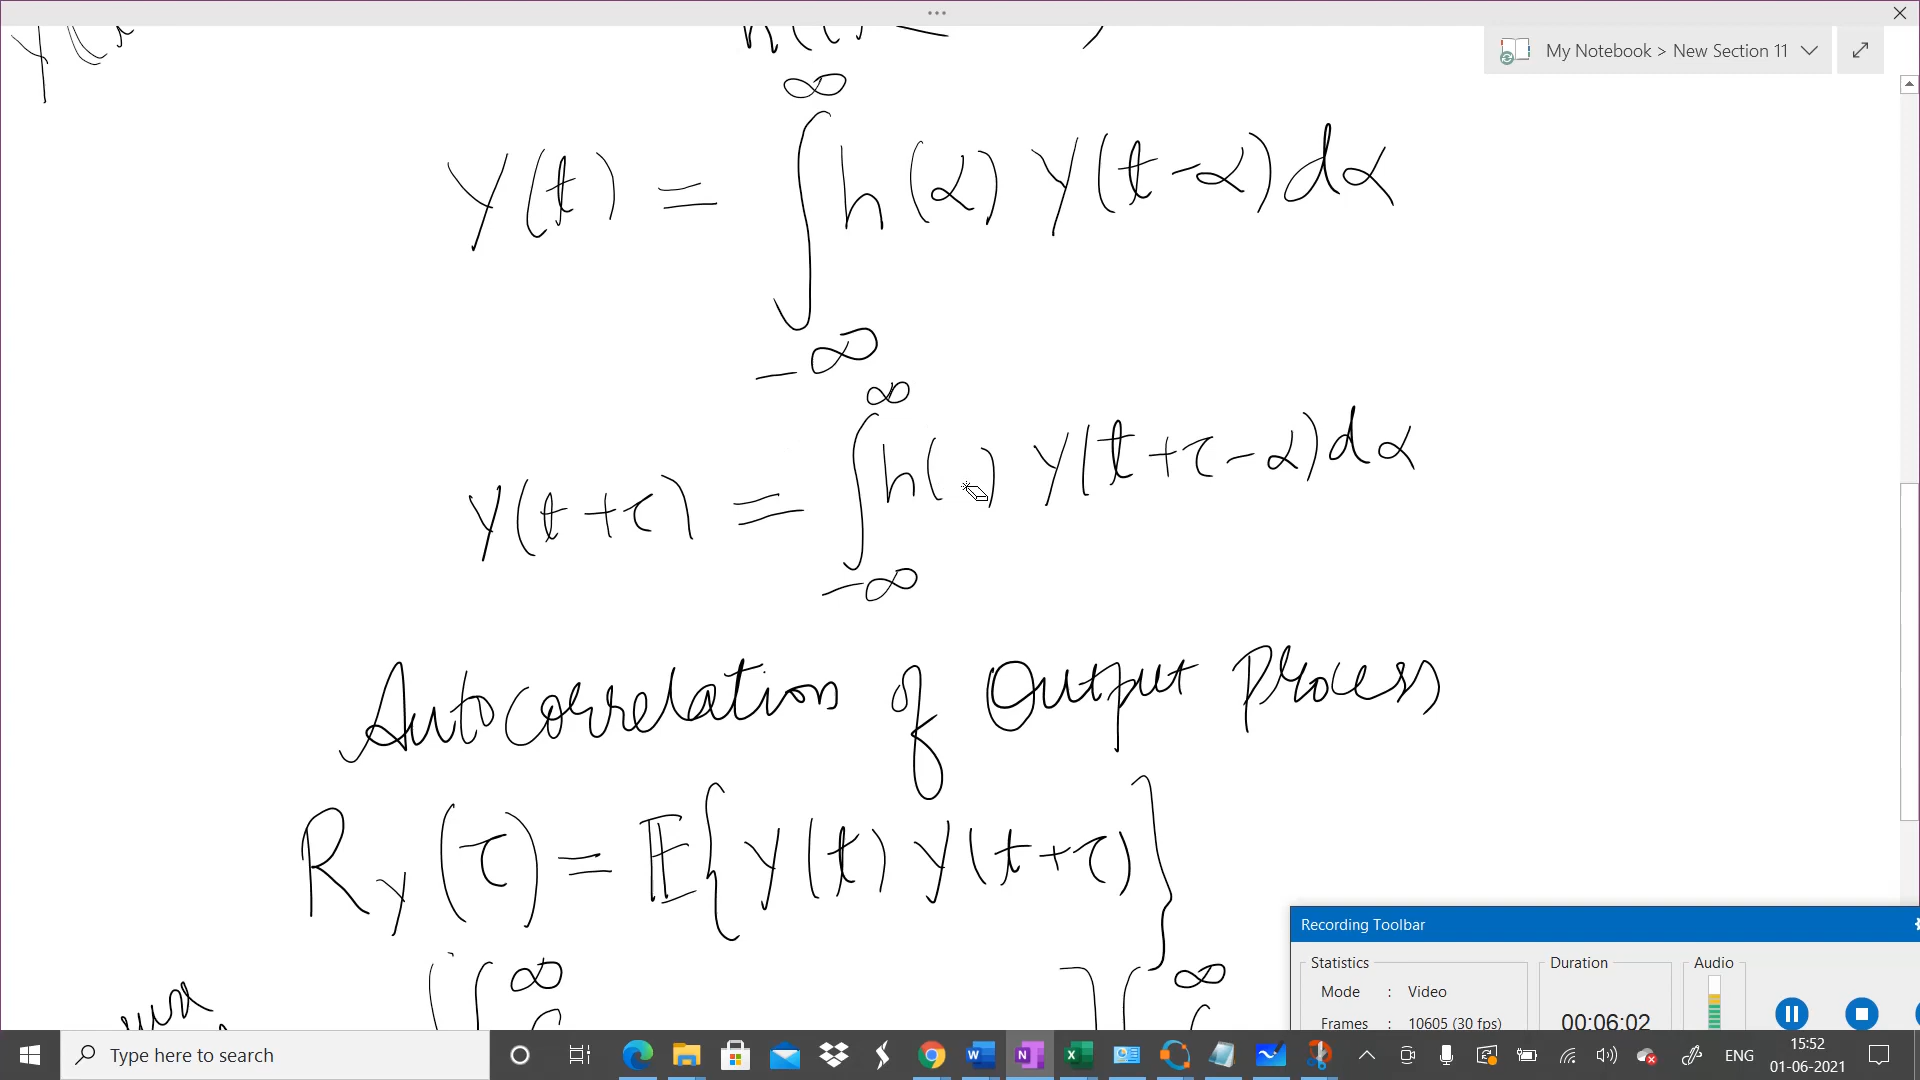 My Notebook > New Section 11
∞
Y(t) = ∫ h(α) Y(t-α)dα
-∞
∞
Y(t+τ) = ∫ h( ) Y(t+τ-α)dα
-∞
Autocorrelation of Output Process
R_Y(τ) = E{Y(t) Y(t+τ)}
∞ ∞
Recording Toolbar
Statistics Duration Audio
Mode : Video
Frames : 10605 (30 fps) 00:06:02
Type here to search
ENG 15:52
01-06-2021